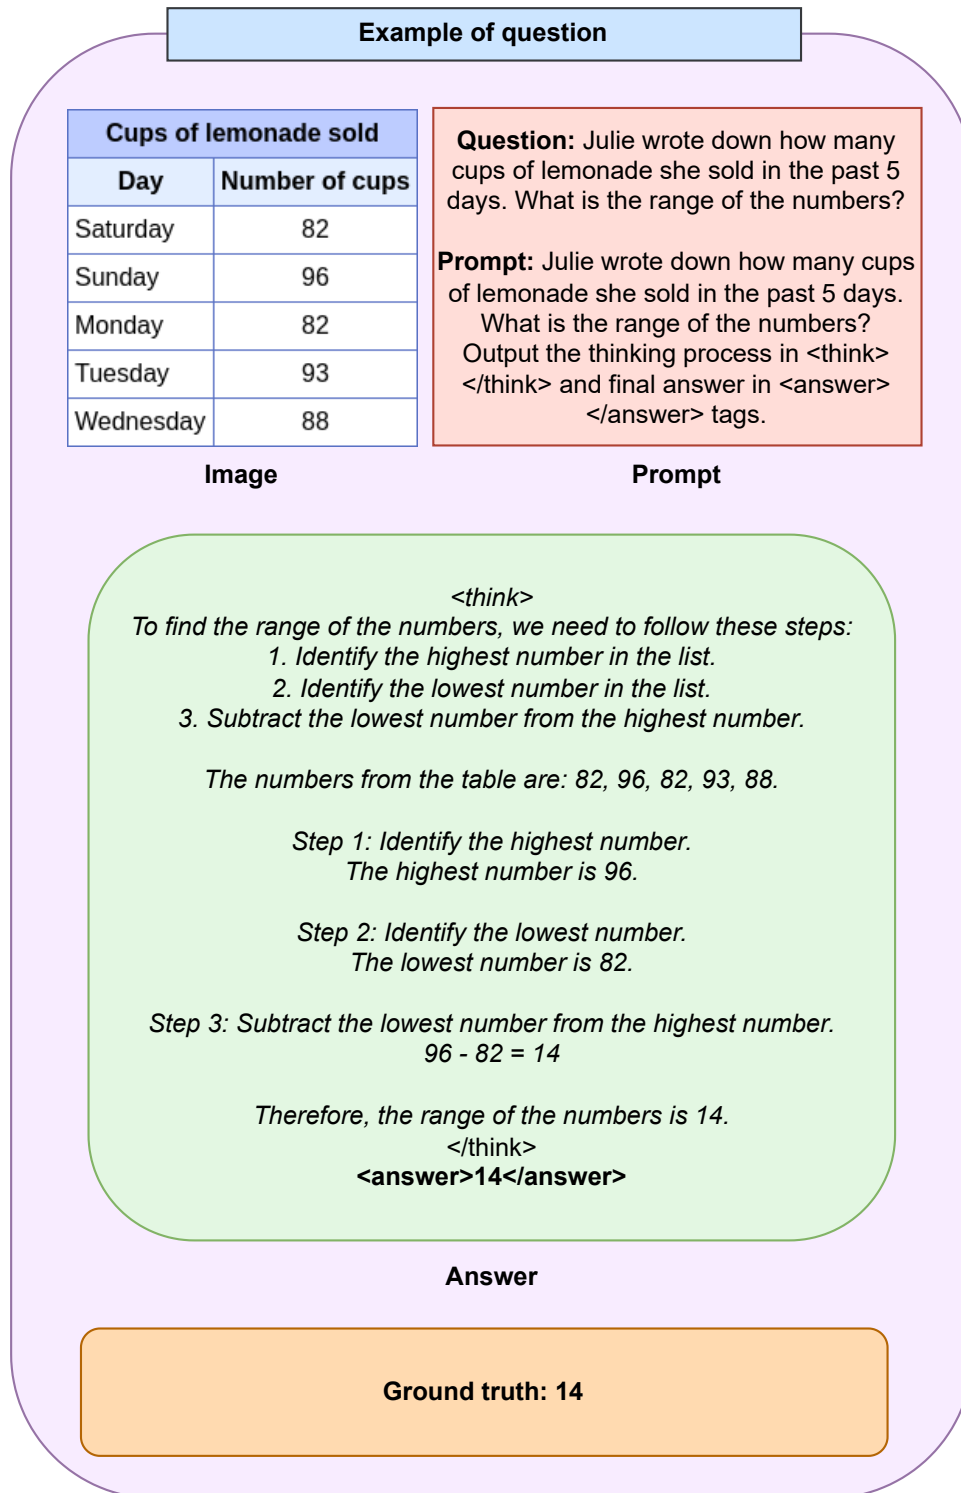 Example of question
Cups of lemonade sold
Day Number of cups
Saturday 82
Sunday 96
Monday 82
Tuesday 93
Wednesday 88
Image
Question: Julie wrote down how many
cups of lemonade she sold in the past 5
days. What is the range of the numbers?
Prompt: Julie wrote down how many cups
of lemonade she sold in the past 5 days.
What is the range of the numbers?
Output the thinking process in <think>
</think> and final answer in <answer>
</answer> tags.
Prompt
<think>
To find the range of the numbers, we need to follow these steps:
1. Identify the highest number in the list.
2. Identify the lowest number in the list.
3. Subtract the lowest number from the highest number.
The numbers from the table are: 82, 96, 82, 93, 88.
Step 1: Identify the highest number.
The highest number is 96.
Step 2: Identify the lowest number.
The lowest number is 82.
Step 3: Subtract the lowest number from the highest number.
96 - 82 = 14
Therefore, the range of the numbers is 14.
</think>
<answer>14</answer>
Answer
Ground truth: 14